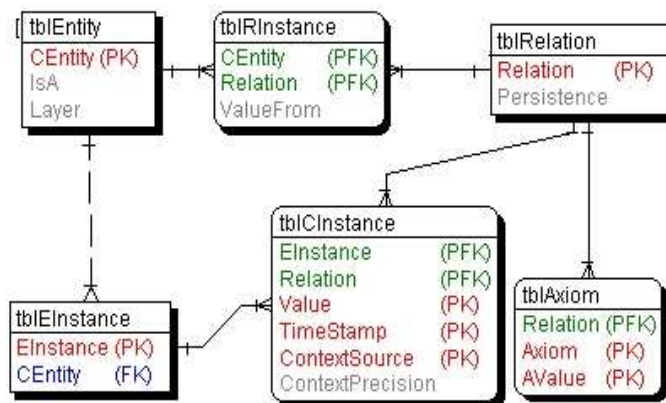 [
tblEntity
CEntity (PK)
IsA
Layer
tblRInstance
CEntity (PFK)
Relation (PFK)
ValueFrom
tblRelation
Relation (PK)
Persistence
tblCInstance
EInstance (PFK)
Relation (PFK)
Value (PK)
TimeStamp (PK)
ContextSource (PK)
ContextPrecision
tblEInstance
EInstance (PK)
CEntity (FK)
tblAxiom
Relation (PFK)
Axiom (PK)
AValue (PK)